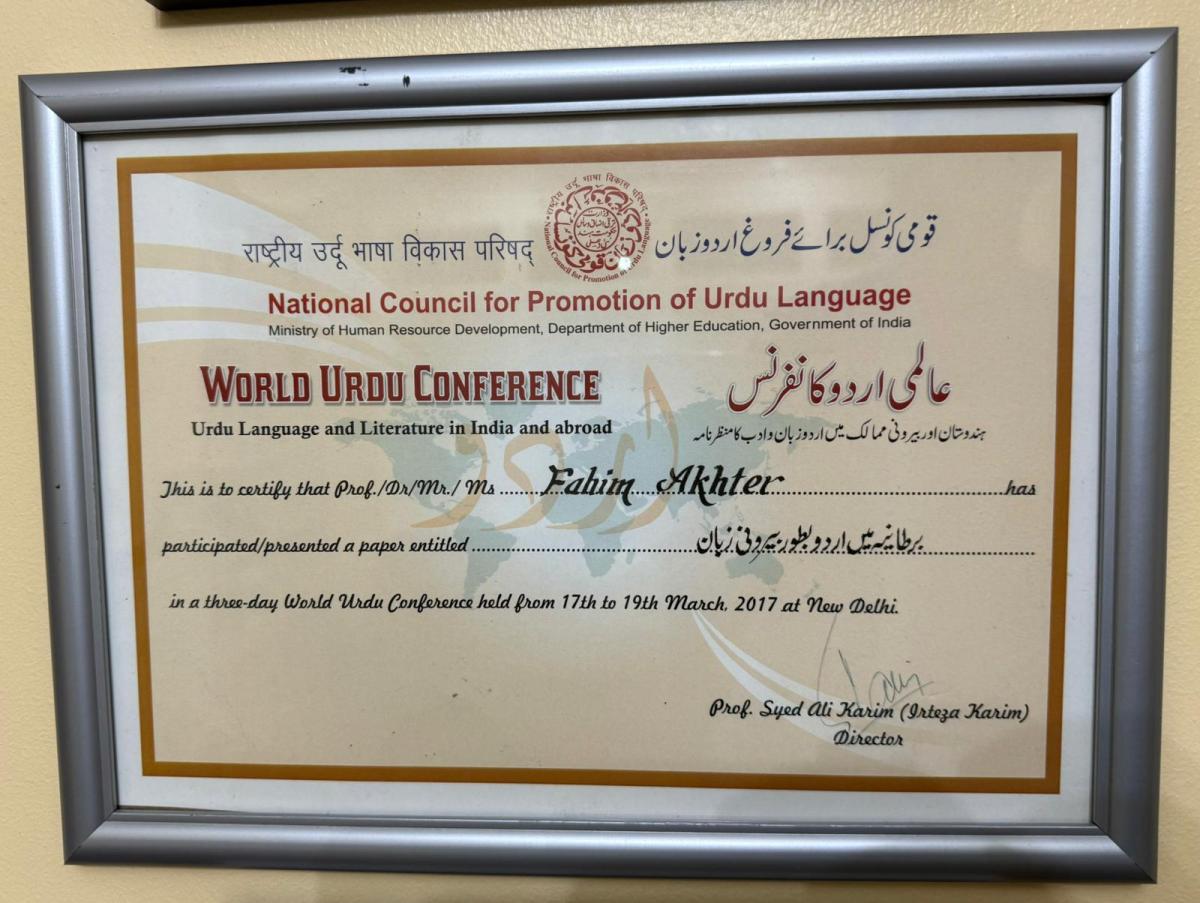 राष्ट्रीय उर्दू भाषा विकास परिषद्
قومی کونسل برائے فروغ اردو زبان
National Council for Promotion of Urdu Language
Ministry of Human Resource Development, Department of Higher Education, Government of India
WORLD URDU CONFERENCE
عالمی اردو کانفرنس
Urdu Language and Literature in India and abroad
ہندوستان اور بیرونی ممالک میں اردو زبان و ادب کا منظرنامہ
اردو
This is to certify that Prof./Dr/Mr./ Ms ...... Fahim Akhter ...... has
participated/presented a paper entitled ...... برطانیہ میں اردو بطور بیرونی زبان ......
in a three-day World Urdu Conference held from 17th to 19th March, 2017 at New Delhi.
Prof. Syed Ali Karim (Irteza Karim)
Director